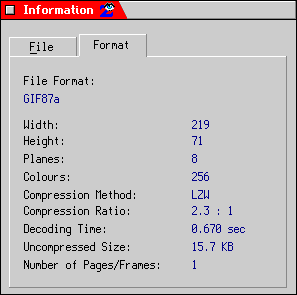 Information
File Format
File Format:
GIF87a
Width: 219
Height: 71
Planes: 8
Colours: 256
Compression Method: LZW
Compression Ratio: 2.3 : 1
Decoding Time: 0.670 sec
Uncompressed Size: 15.7 KB
Number of Pages/Frames: 1